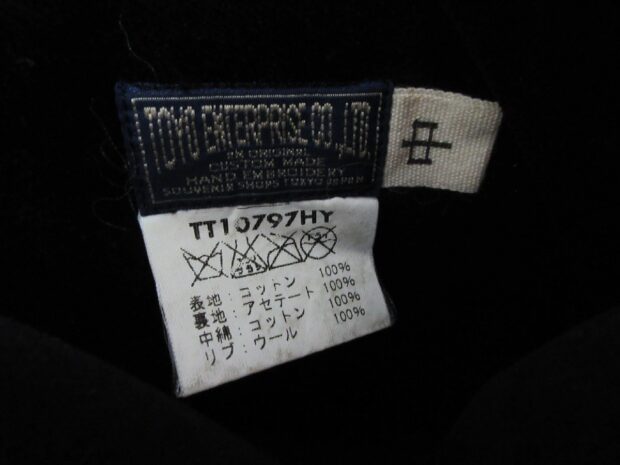 TOYO ENTERPRISE CO., LTD.
AN ORIGINAL
CUSTOM MADE
HAND EMBROIDERY
SOUVENIR SHOPS TOKYO JAPAN
中
TT10797HY
表地：コットン 100%
裏地：アセテート 100%
中綿：コットン 100%
リブ：ウール 100%